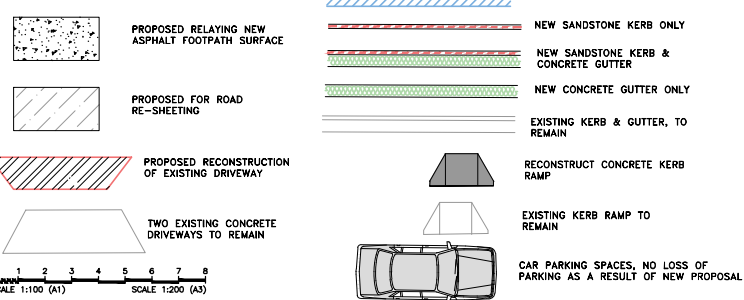 PROPOSED RELAYING NEW
ASPHALT FOOTPATH SURFACE
PROPOSED FOR ROAD
RE-SHEETING
PROPOSED RECONSTRUCTION
OF EXISTING DRIVEWAY
TWO EXISTING CONCRETE
DRIVEWAYS TO REMAIN
1 2 3 4 5 6 7 8
SCALE 1:100 (A1) SCALE 1:200 (A3)
NEW SANDSTONE KERB ONLY
NEW SANDSTONE KERB &
CONCRETE GUTTER
NEW CONCRETE GUTTER ONLY
EXISTING KERB & GUTTER, TO
REMAIN
RECONSTRUCT CONCRETE KERB
RAMP
EXISTING KERB RAMP TO
REMAIN
CAR PARKING SPACES, NO LOSS OF
PARKING AS A RESULT OF NEW PROPOSAL